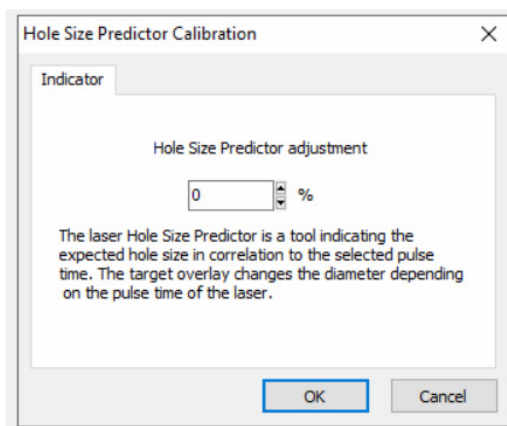 Hole Size Predictor Calibration
Indicator
Hole Size Predictor adjustment
0 %
The laser Hole Size Predictor is a tool indicating the
expected hole size in correlation to the selected pulse
time. The target overlay changes the diameter depending
on the pulse time of the laser.
OK Cancel